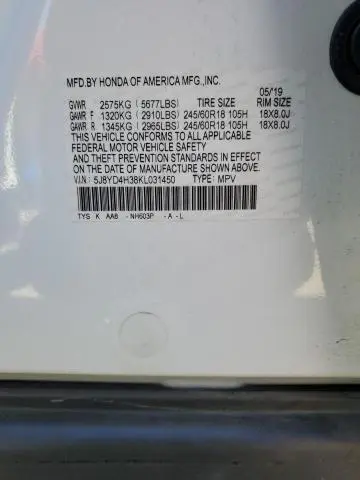 MFD.BY HONDA OF AMERICA MFG.,INC.
05/19
GVWR 2575KG (5677LBS) TIRE SIZE RIM SIZE
GAWR F 1320KG (2910LBS) 245/60R18 105H 18X8.0J
GAWR R 1345KG (2965LBS) 245/60R18 105H 18X8.0J
THIS VEHICLE CONFORMS TO ALL APPLICABLE
FEDERAL MOTOR VEHICLE SAFETY
AND THEFT PREVENTION STANDARDS IN EFFECT
ON THE DATE OF MANUFACTURE SHOWN ABOVE.
V.I.N: 5J8YD4H38KL031450 TYPE: MPV
TYS K AA8 -NH603P -A -L